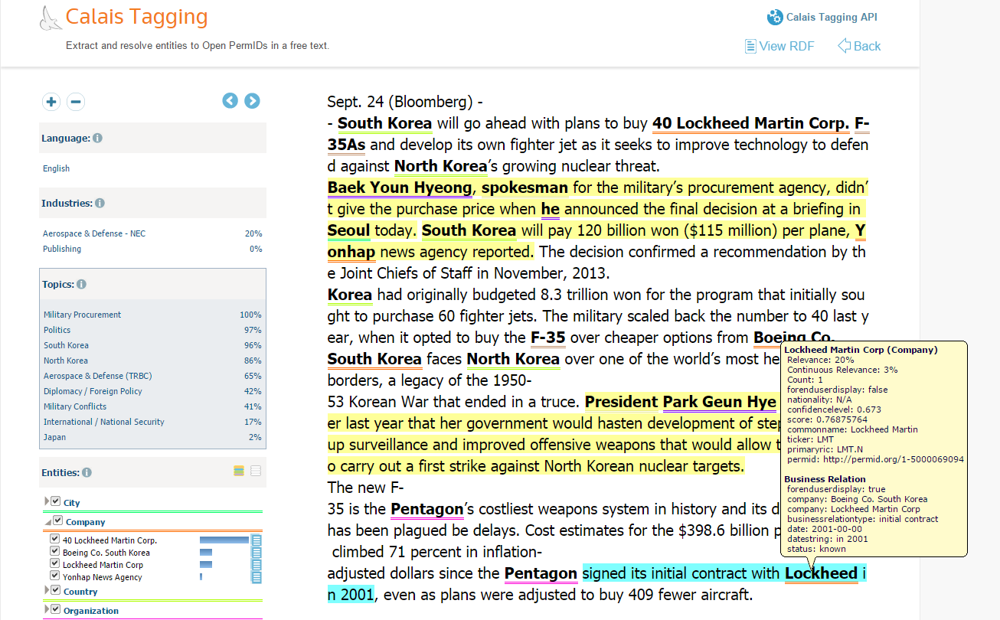 Calais Tagging
Extract and resolve entities to Open PermIDs in a free text.
Calais Tagging API
View RDF
Back
Language:
English
Industries:
Aerospace & Defense - NEC 20%
Publishing 0%
Topics:
Military Procurement 100%
Politics 97%
South Korea 96%
North Korea 86%
Aerospace & Defense (TRBC) 65%
Diplomacy / Foreign Policy 42%
Military Conflicts 41%
International / National Security 17%
Japan 2%
Entities:
City
Company
40 Lockheed Martin Corp.
Boeing Co. South Korea
Lockheed Martin Corp
Yonhap News Agency
Country
Organization
Sept. 24 (Bloomberg) -
- South Korea will go ahead with plans to buy 40 Lockheed Martin Corp. F-
35As and develop its own fighter jet as it seeks to improve technology to defen
d against North Korea’s growing nuclear threat.
Baek Youn Hyeong, spokesman for the military’s procurement agency, didn’
t give the purchase price when he announced the final decision at a briefing in
Seoul today. South Korea will pay 120 billion won ($115 million) per plane, Y
onhap news agency reported. The decision confirmed a recommendation by th
e Joint Chiefs of Staff in November, 2013.
Korea had originally budgeted 8.3 trillion won for the program that initially sou
ght to purchase 60 fighter jets. The military scaled back the number to 40 last y
ear, when it opted to buy the F-35 over cheaper options from Boeing Co.
South Korea faces North Korea over one of the world’s most he
borders, a legacy of the 1950-
53 Korean War that ended in a truce. President Park Geun Hye
er last year that her government would hasten development of
up surveillance and improved offensive weapons that would allow
o carry out a first strike against North Korean nuclear targets.
The new F-
35 is the Pentagon’s costliest weapons system in history and its
has been plagued be delays. Cost estimates for the $398.6 billion
climbed 71 percent in inflation-
adjusted dollars since the Pentagon signed its initial contract with Lockheed i
n 2001, even as plans were adjusted to buy 409 fewer aircraft.
Lockheed Martin Corp (Company)
Relevance: 20%
Continuous Relevance: 3%
Count: 1
forenduserdisplay: false
nationality: N/A
confidencelevel: 0.673
score: 0.76875764
commonname: Lockheed Martin
ticker: LMT
primaryric: LMT.N
permid: http://permid.org/1-5000069094
Business Relation
forenduserdisplay: true
company: Boeing Co. South Korea
company: Lockheed Martin Corp
businessrelationtype: initial contract
date: 2001-00-00
datestring: in 2001
status: known